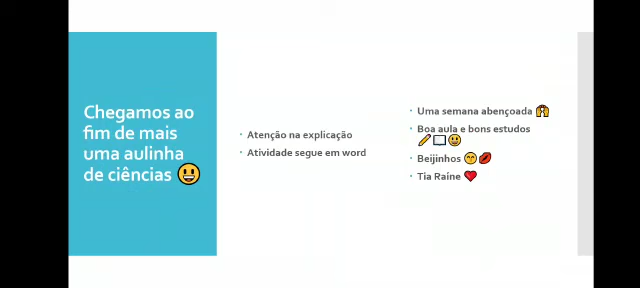 Chegamos ao
fim de mais
uma aulinha
de ciências 😃
• Atenção na explicação
• Atividade segue em word
• Uma semana abençoada 🙌
• Boa aula e bons estudos
✏️📖😃
• Beijinhos 😙💋
• Tia Raíne ❤️